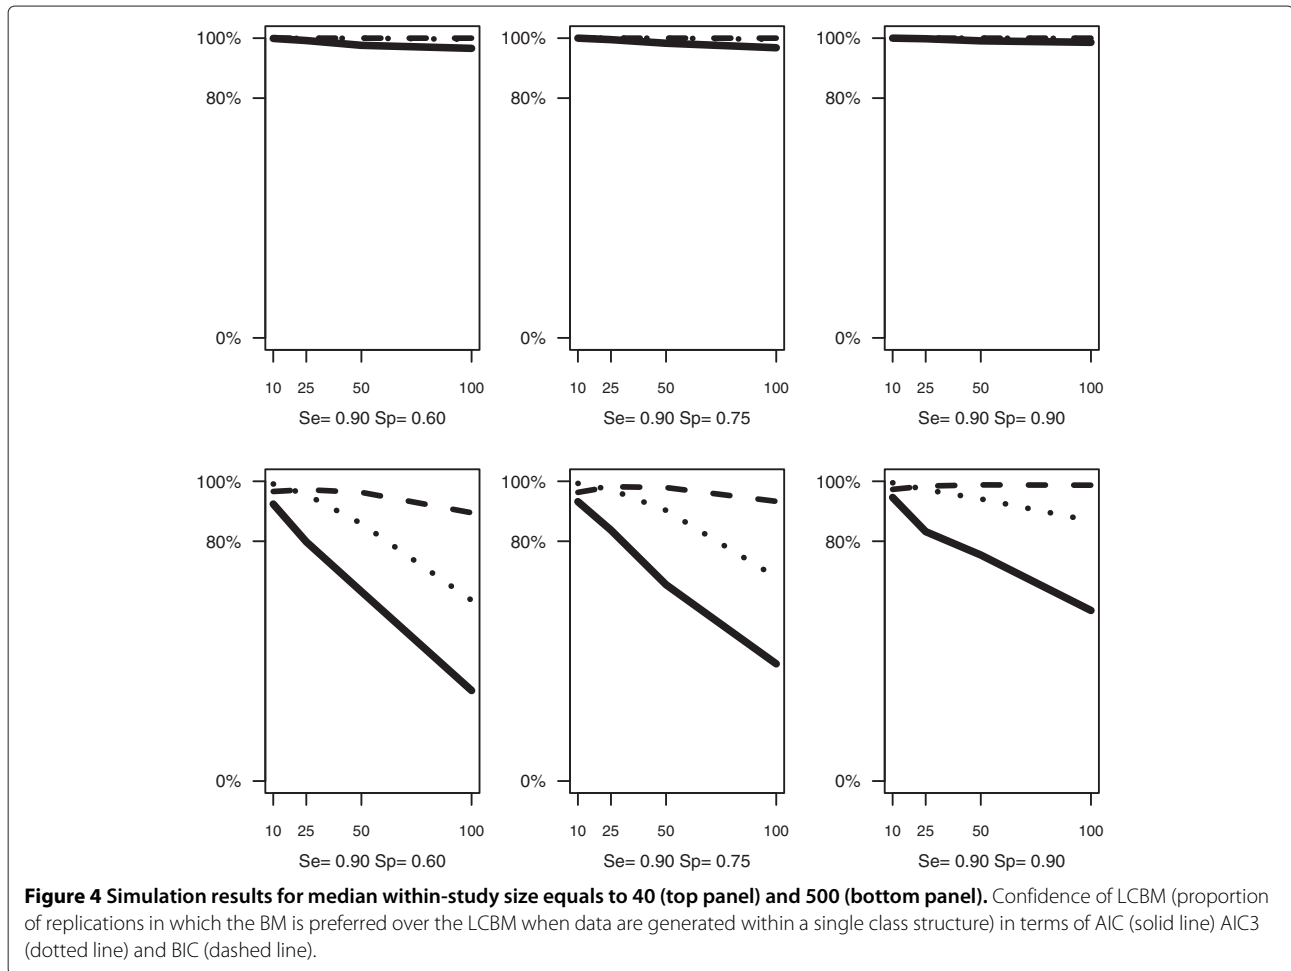 100% 100% 100%
80% 80% 80%
0% 0% 0%
10 25 50 100 10 25 50 100 10 25 50 100
Se= 0.90 Sp= 0.60 Se= 0.90 Sp= 0.75 Se= 0.90 Sp= 0.90
100% 100% 100%
80% 80% 80%
0% 0% 0%
10 25 50 100 10 25 50 100 10 25 50 100
Se= 0.90 Sp= 0.60 Se= 0.90 Sp= 0.75 Se= 0.90 Sp= 0.90
Figure 4 Simulation results for median within-study size equals to 40 (top panel) and 500 (bottom panel). Confidence of LCBM (proportion
of replications in which the BM is preferred over the LCBM when data are generated within a single class structure) in terms of AIC (solid line) AIC3
(dotted line) and BIC (dashed line).